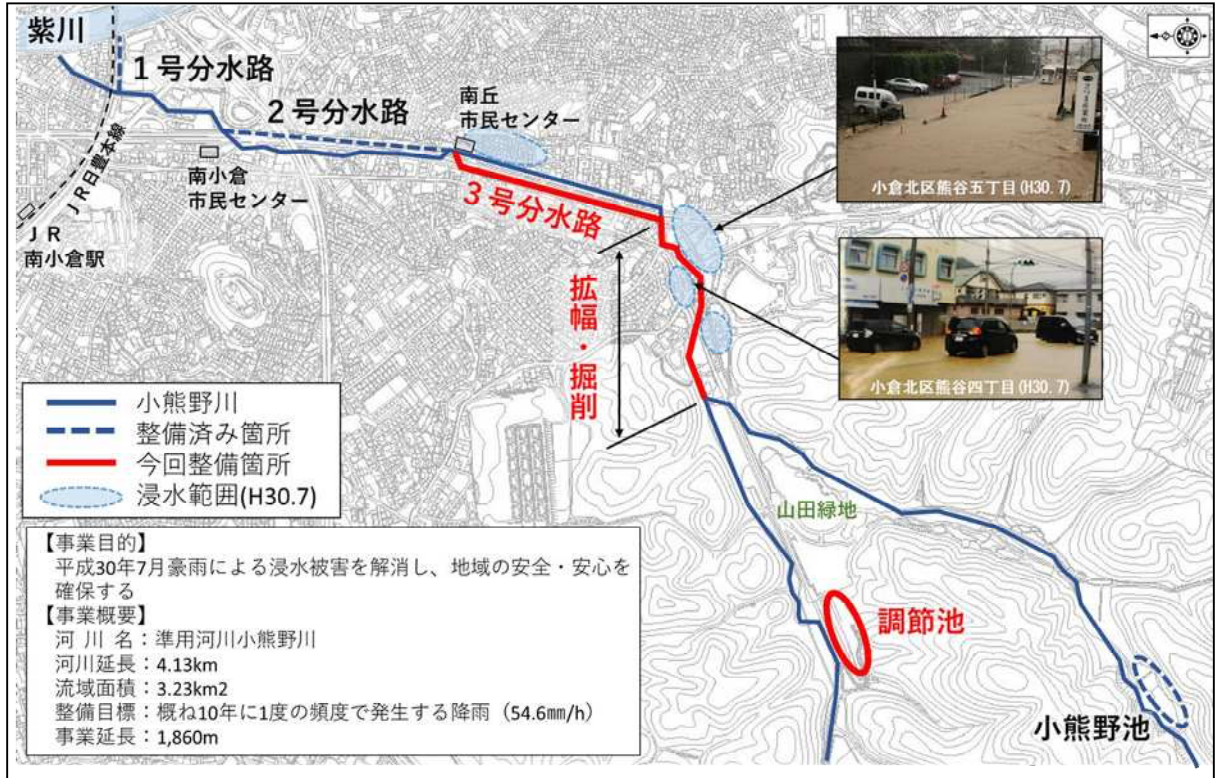 紫川
1号分水路
2号分水路
南丘
市民センター
南小倉
市民センター
JR日豊本線
JR
南小倉駅
3号分水路
拡幅・掘削
小倉北区熊谷五丁目(H30.7)
小倉北区熊谷四丁目(H30.7)
小熊野川
整備済み箇所
今回整備箇所
浸水範囲(H30.7)
山田緑地
調節池
小熊野池
【事業目的】
平成30年7月豪雨による浸水被害を解消し、地域の安全・安心を
確保する
【事業概要】
河 川 名：準用河川小熊野川
河川延長：4.13km
流域面積：3.23km2
整備目標：概ね10年に1度の頻度で発生する降雨（54.6㎜/h）
事業延長：1,860m